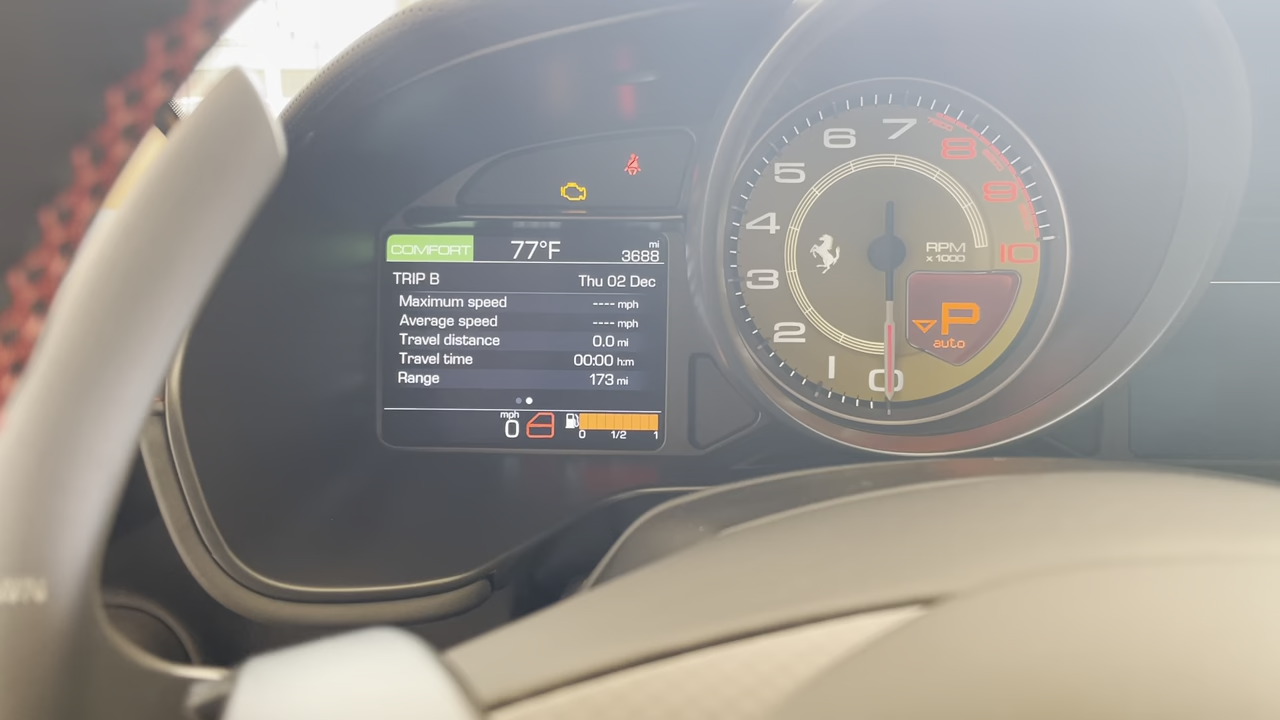 COMFORT 77°F mi
3688
TRIP B Thu 02 Dec
Maximum speed ---- mph
Average speed ---- mph
Travel distance 0.0 mi
Travel time 00:00 h:m
Range 173 mi
mph
0
0 1/2 1
0 1 2 3 4 5 6 7 8 9 10
RPM
x1000
P
auto